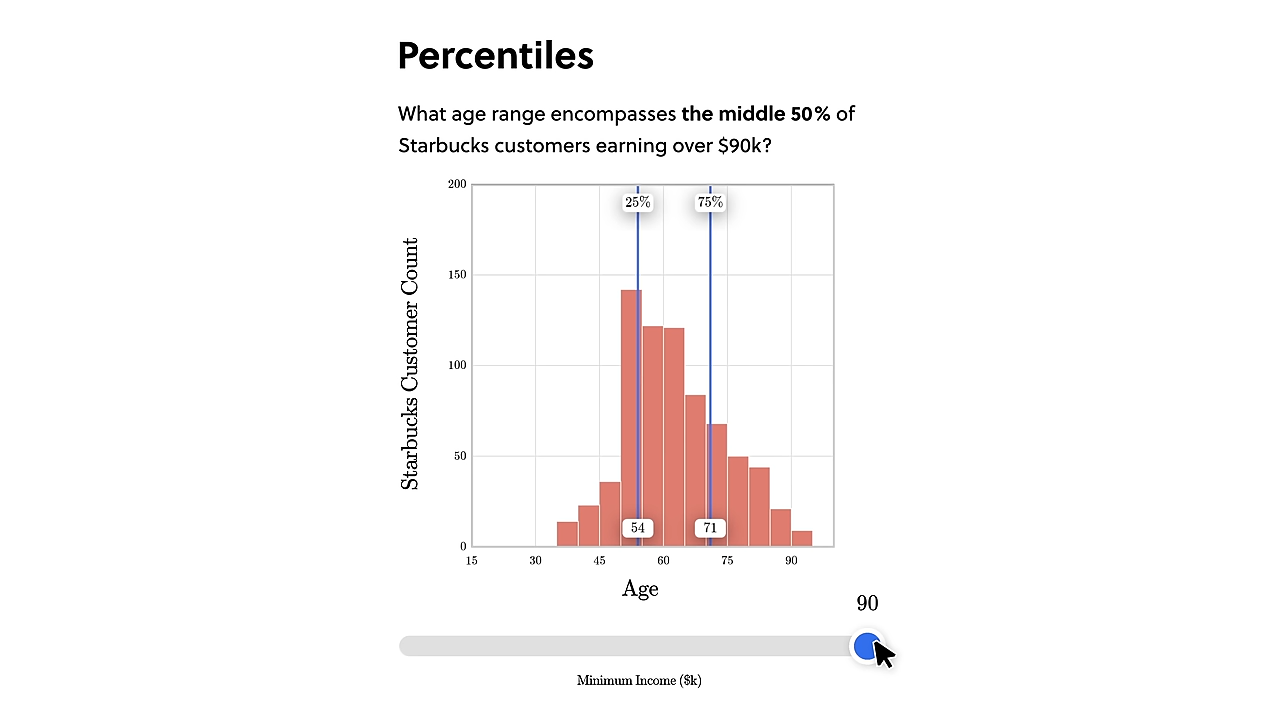 Percentiles
What age range encompasses the middle 50% of
Starbucks customers earning over $90k?
200
150
100
50
0
Starbucks Customer Count
25%
75%
54
71
15
30
45
60
75
90
Age
90
Minimum Income ($k)